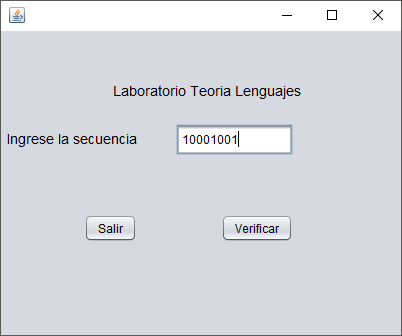 Laboratorio Teoria Lenguajes
Ingrese la secuencia 10001001
Salir Verificar